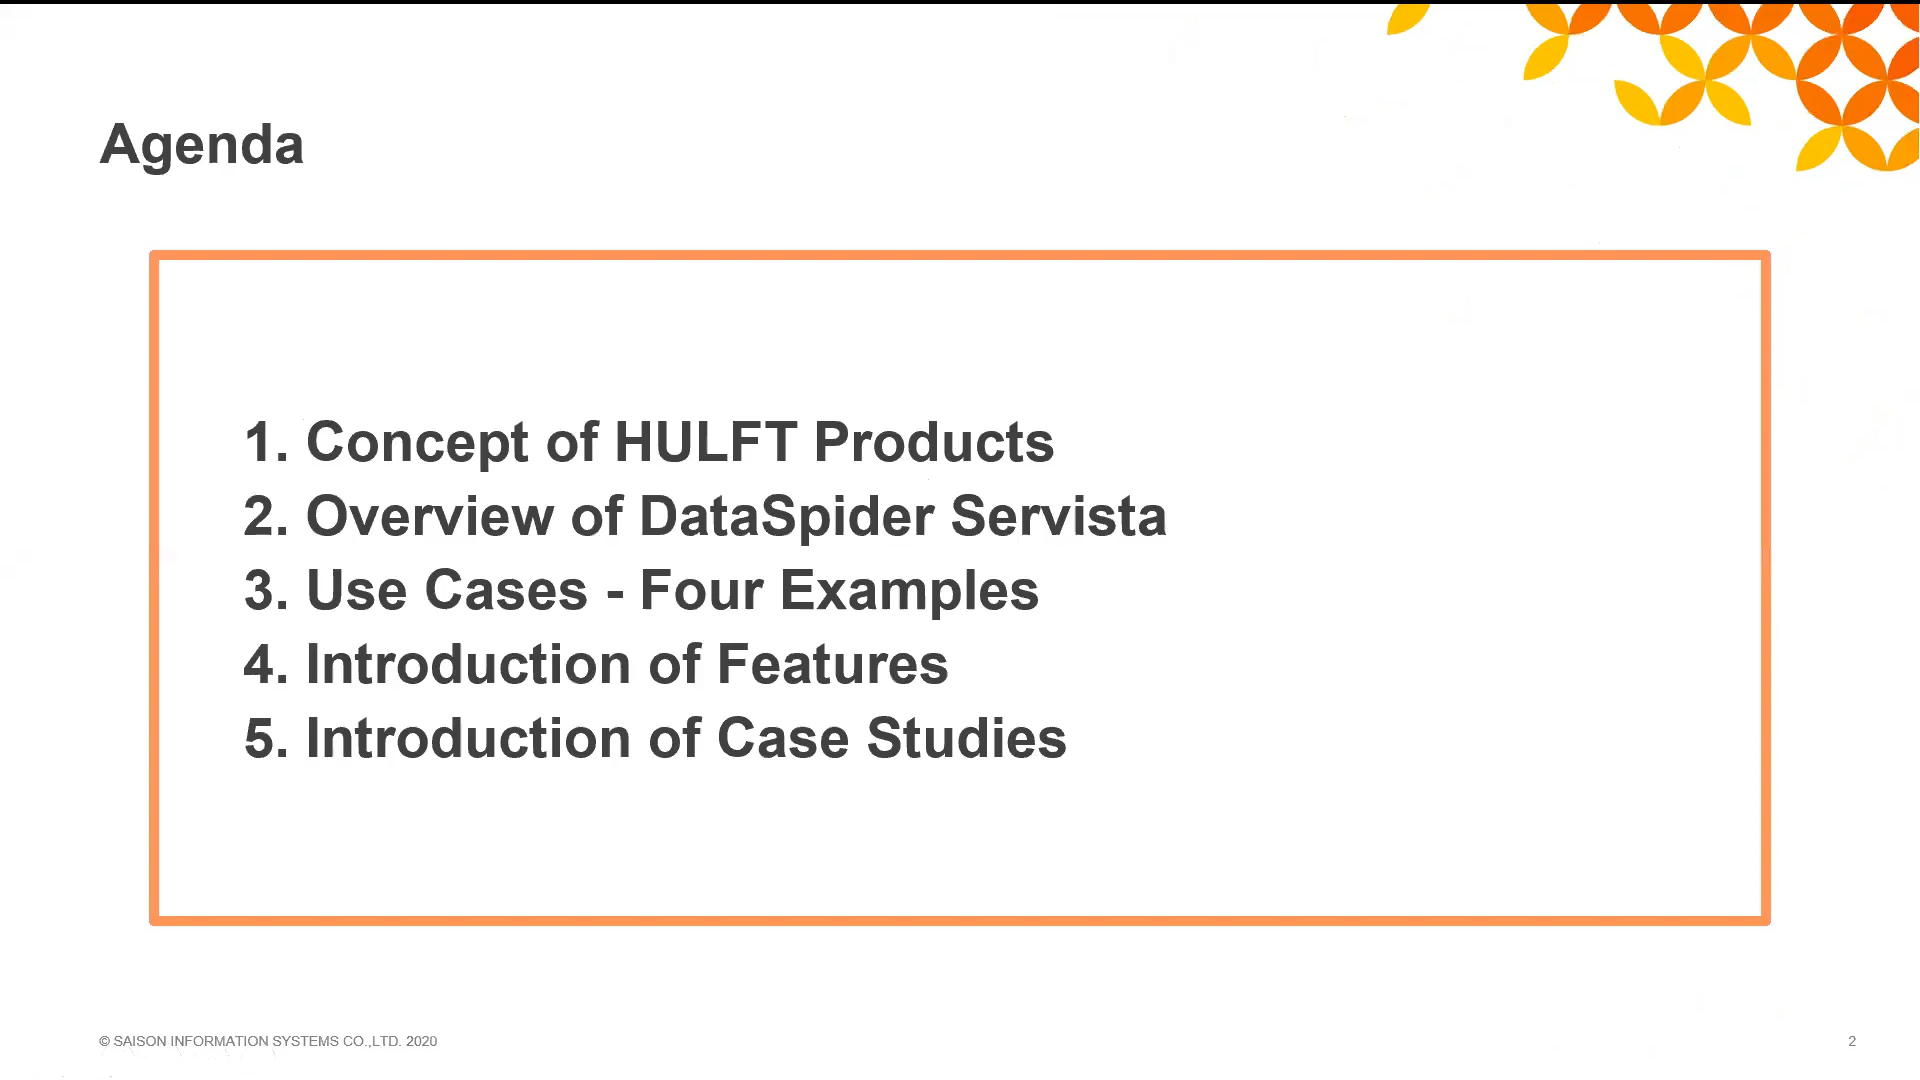 Agenda
1. Concept of HULFT Products
2. Overview of DataSpider Servista
3. Use Cases - Four Examples
4. Introduction of Features
5. Introduction of Case Studies
© SAISON INFORMATION SYSTEMS CO.,LTD. 2020
2